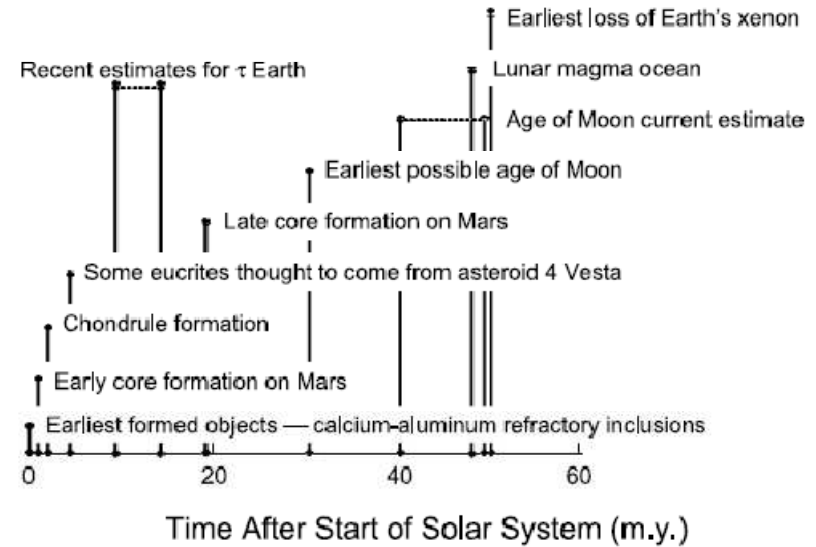 Earliest loss of Earth's xenon
Recent estimates for τ Earth
Lunar magma ocean
Age of Moon current estimate
Earliest possible age of Moon
Late core formation on Mars
Some eucrites thought to come from asteroid 4 Vesta
Chondrule formation
Early core formation on Mars
Earliest formed objects — calcium-aluminum refractory inclusions
0 20 40 60
Time After Start of Solar System (m.y.)